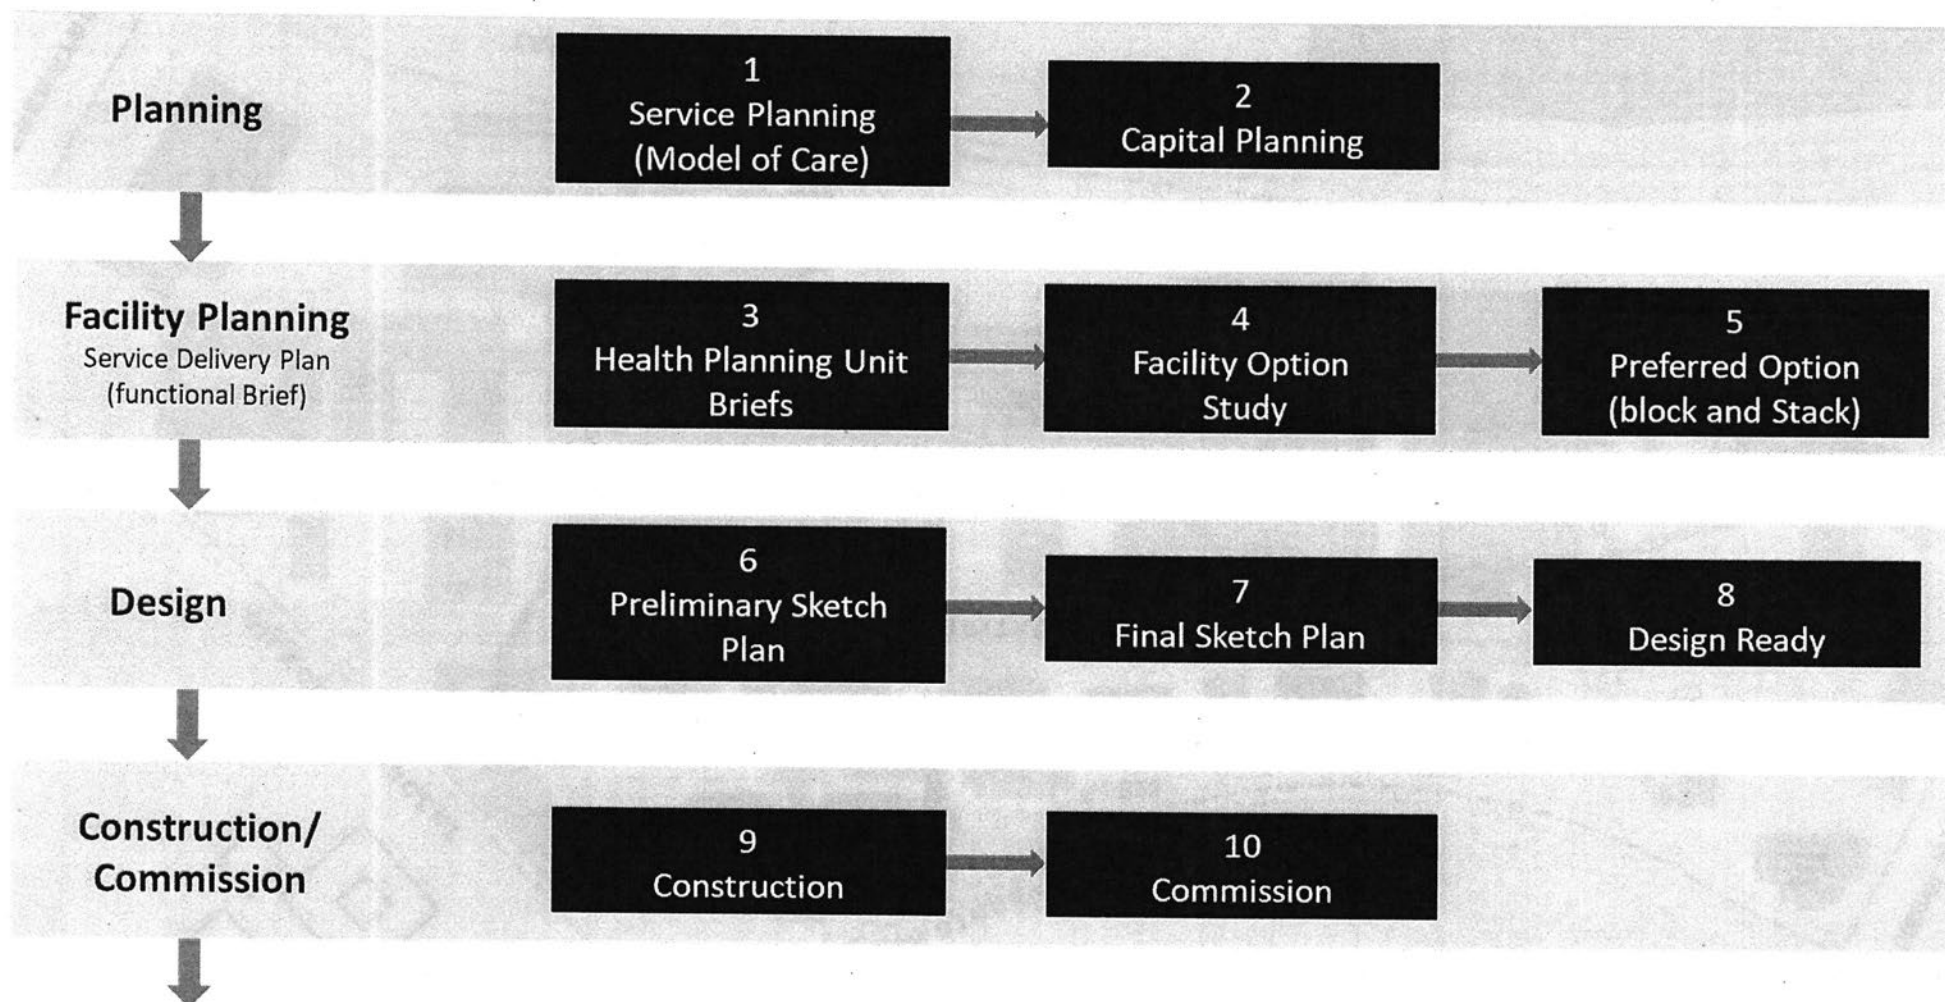 Planning
1
Service Planning
(Model of Care)
2
Capital Planning
Facility Planning
Service Delivery Plan
(functional Brief)
3
Health Planning Unit
Briefs
4
Facility Option
Study
5
Preferred Option
(block and Stack)
Design
6
Preliminary Sketch
Plan
7
Final Sketch Plan
8
Design Ready
Construction/
Commission
9
Construction
10
Commission